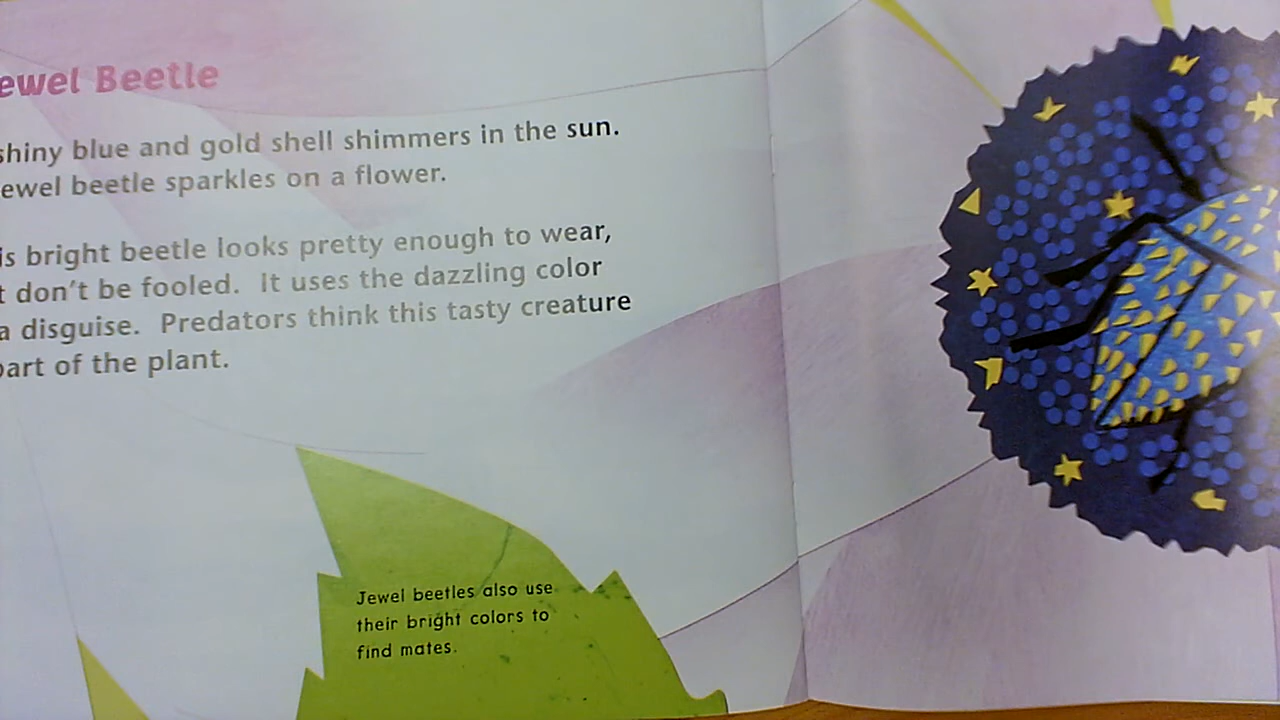 ewel Beetle
shiny blue and gold shell shimmers in the sun.
ewel beetle sparkles on a flower.
is bright beetle looks pretty enough to wear,
t don't be fooled. It uses the dazzling color
a disguise. Predators think this tasty creature
part of the plant.
Jewel beetles also use
their bright colors to
find mates.